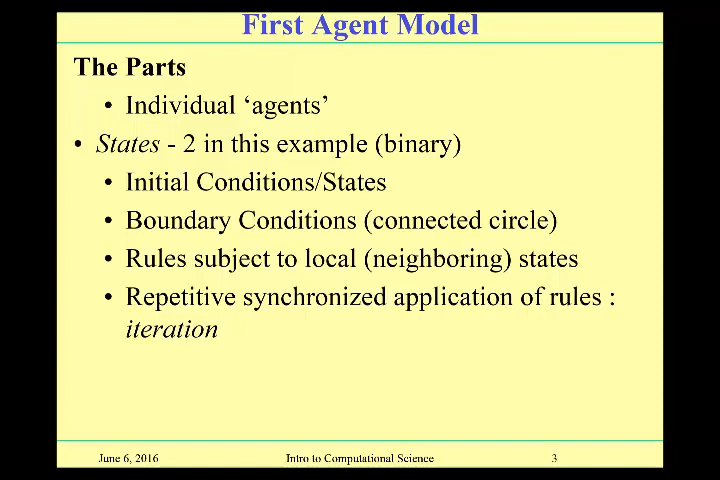 First Agent Model
The Parts
• Individual ‘agents’
• States - 2 in this example (binary)
• Initial Conditions/States
• Boundary Conditions (connected circle)
• Rules subject to local (neighboring) states
• Repetitive synchronized application of rules :
iteration
June 6, 2016 Intro to Computational Science 3